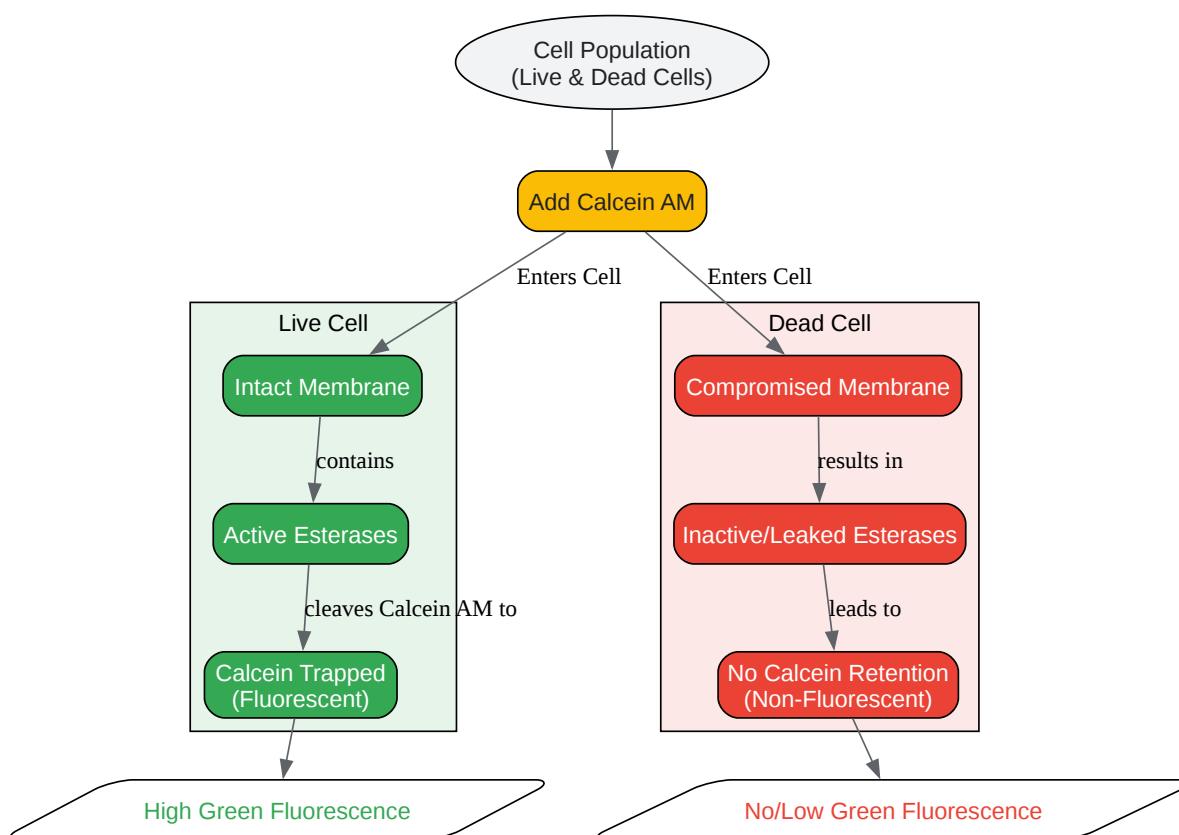 Cell Population
(Live & Dead Cells)
Add Calcein AM
Enters Cell
Enters Cell
Live Cell
Intact Membrane
contains
Active Esterases
cleaves Calcein AM to
Calcein Trapped
(Fluorescent)
High Green Fluorescence
Dead Cell
Compromised Membrane
results in
Inactive/Leaked Esterases
leads to
No Calcein Retention
(Non-Fluorescent)
No/Low Green Fluorescence